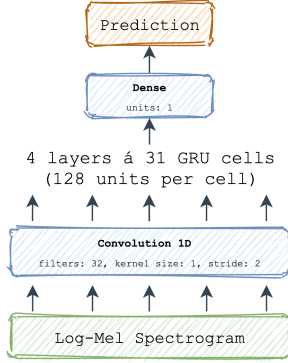 Prediction
Dense
units: 1
4 layers á 31 GRU cells
(128 units per cell)
Convolution 1D
filters: 32, kernel size: 1, stride: 2
Log-Mel Spectrogram